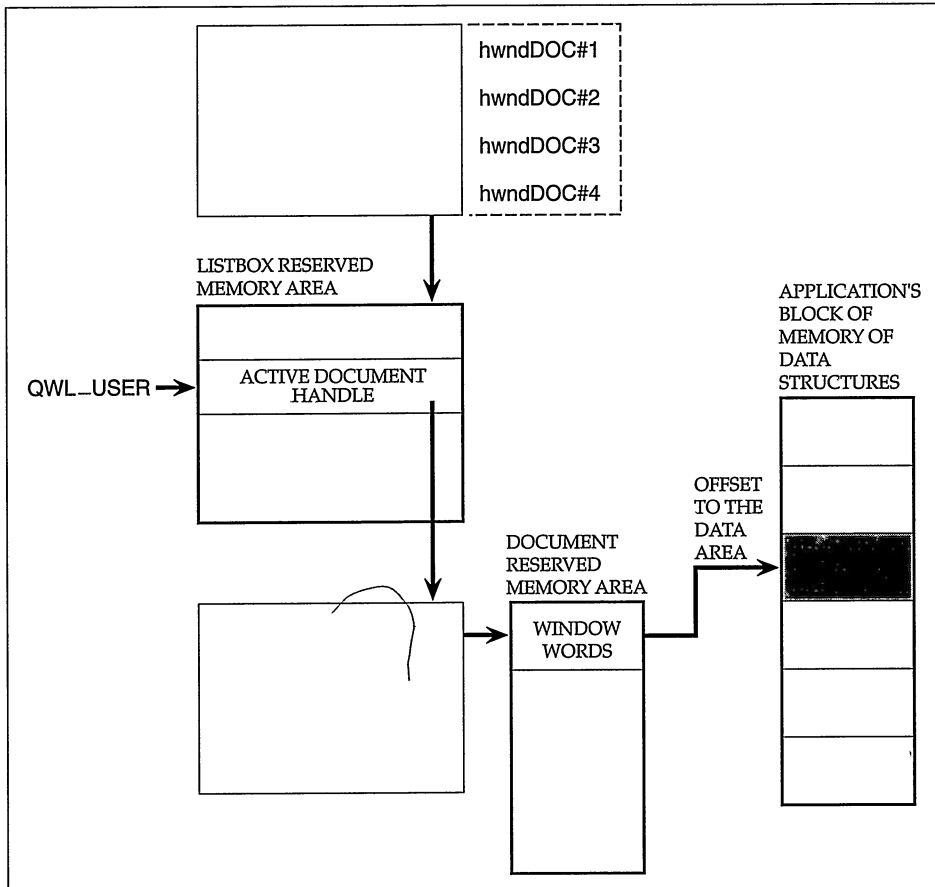 hwndDOC#1
hwndDOC#2
hwndDOC#3
hwndDOC#4
LISTBOX RESERVED
MEMORY AREA
QWL_USER
ACTIVE DOCUMENT
HANDLE
APPLICATION'S
BLOCK OF
MEMORY OF
DATA
STRUCTURES
OFFSET
TO THE
DATA
AREA
DOCUMENT
RESERVED
MEMORY AREA
WINDOW
WORDS